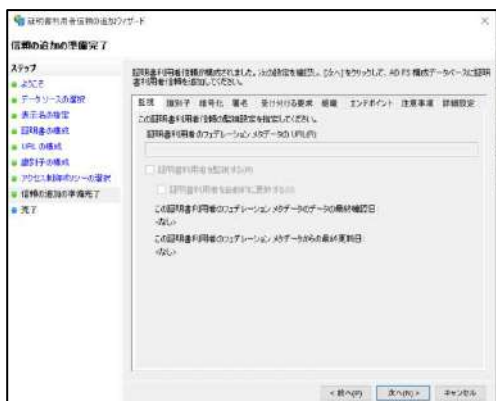 証明書利用者信頼の追加ウィザード
信頼の追加の準備完了
ステップ
ようこそ
データ ソースの選択
表示名の指定
証明書の構成
URL の構成
識別子の構成
アクセス制御ポリシーの選択
信頼の追加の準備完了
完了
証明書利用者信頼が構成されました。次の設定を確認し、[次へ] をクリックして、AD FS 構成データベースに証明
書利用者信頼を追加してください。
監視 識別子 暗号化 署名 受け付ける要求 組織 エンドポイント 注意事項 詳細設定
この証明書利用者信頼の監視設定を指定してください。
証明書利用者のフェデレーション メタデータの URL(R):
証明書利用者を監視する(M)
証明書利用者を自動的に更新する(U)
この証明書利用者のフェデレーション メタデータのデータの最終確認日:
<なし>
この証明書利用者のフェデレーション メタデータからの最終更新日:
<なし>
< 前へ(P) 次へ(N) > キャンセル